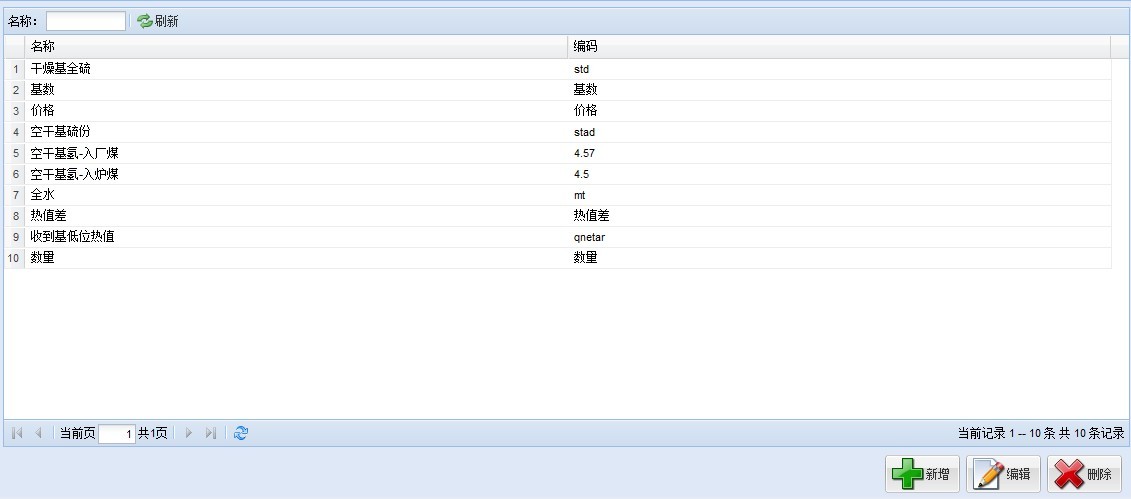 名称： 刷新
名称 编码
1 干燥基全硫 std
2 基数 基数
3 价格 价格
4 空干基硫份 stad
5 空干基氢-入厂煤 4.57
6 空干基氢-入炉煤 4.5
7 全水 mt
8 热值差 热值差
9 收到基低位热值 qnetar
10 数量 数量
当前页 1 共1页 当前记录 1 -- 10 条 共 10 条记录
新增 编辑 删除